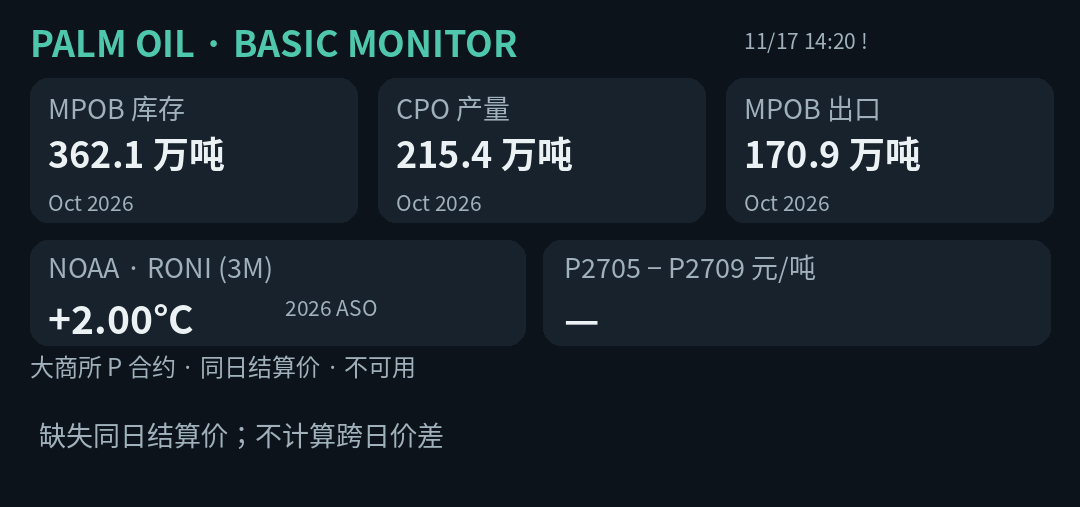 PALM OIL · BASIC MONITOR
11/17 14:20 !
MPOB 库存
362.1 万吨
Oct 2026
CPO 产量
215.4 万吨
Oct 2026
MPOB 出口
170.9 万吨
Oct 2026
NOAA · RONI (3M)
+2.00°C
2026 ASO
P2705 − P2709 元/吨
—
大商所 P 合约 · 同日结算价 · 不可用
缺失同日结算价；不计算跨日价差